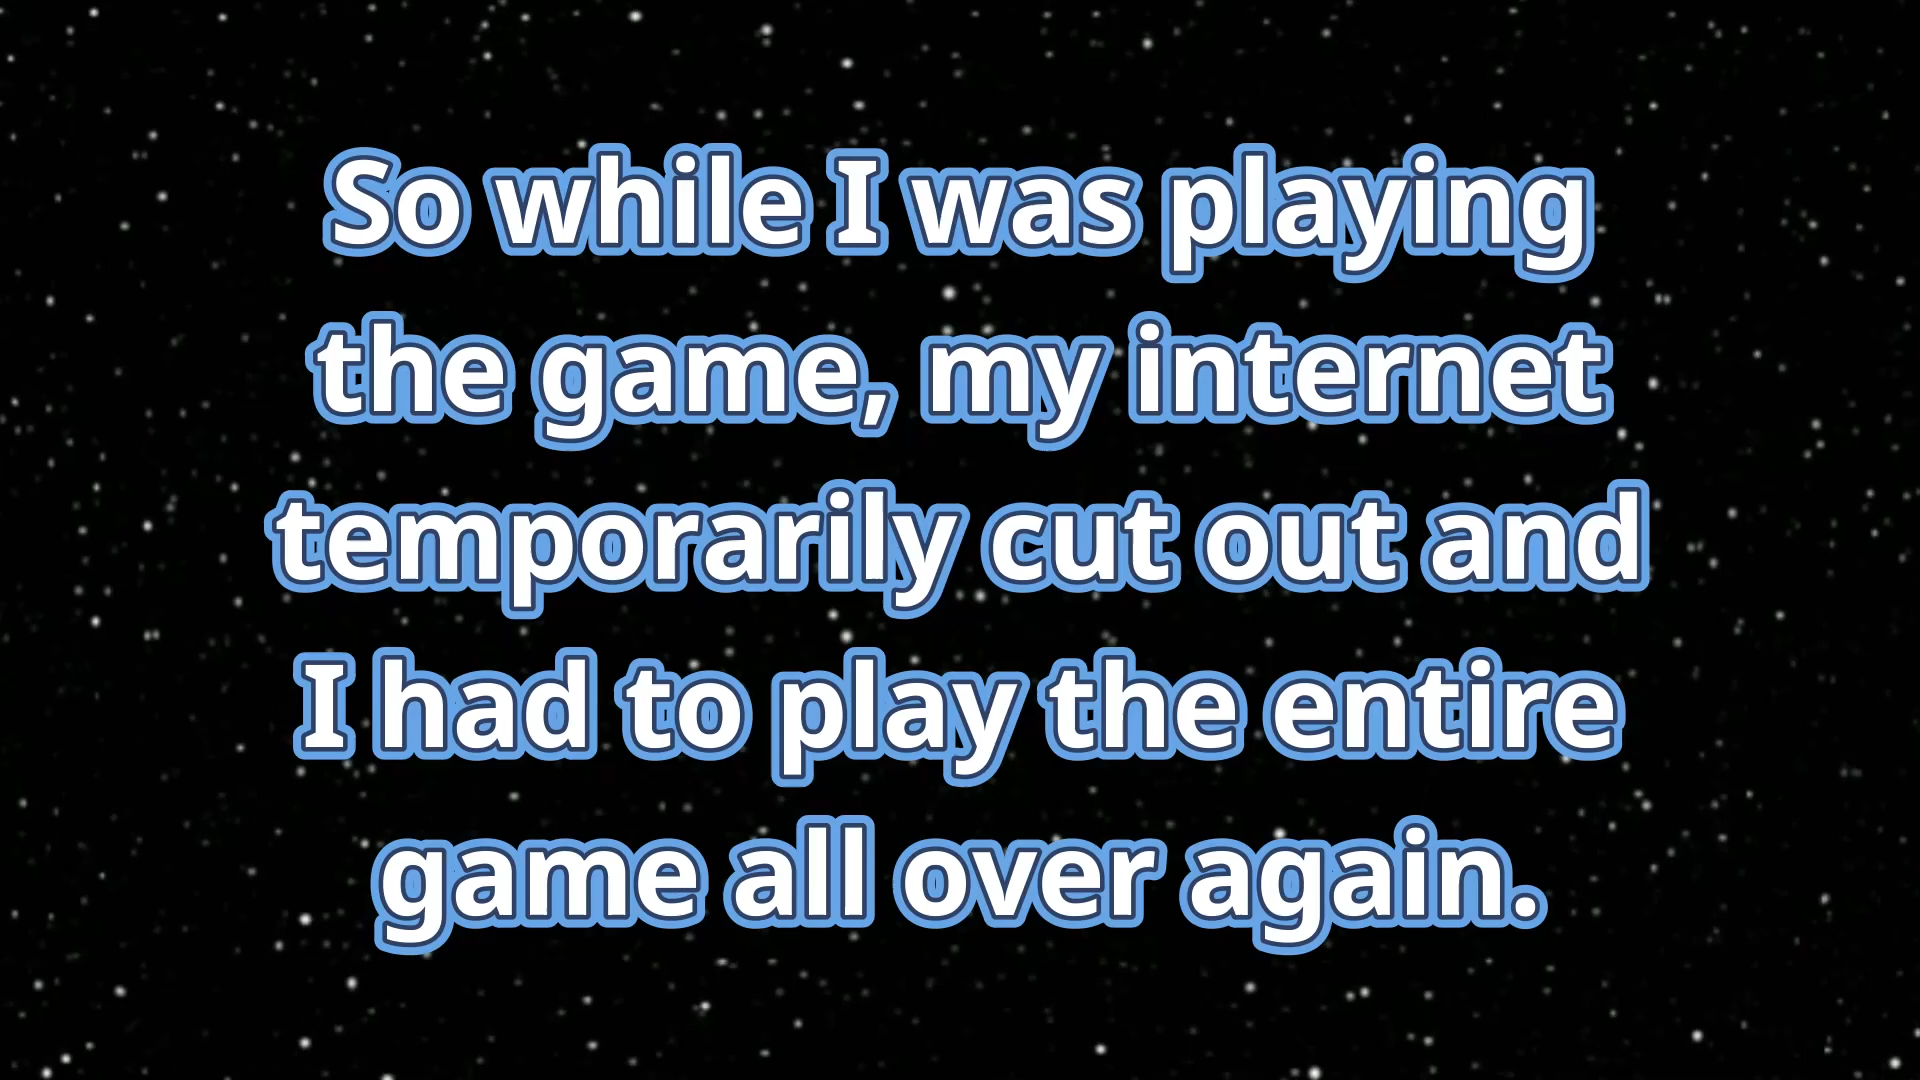 So while I was playing
the game, my internet
temporarily cut out and
I had to play the entire
game all over again.